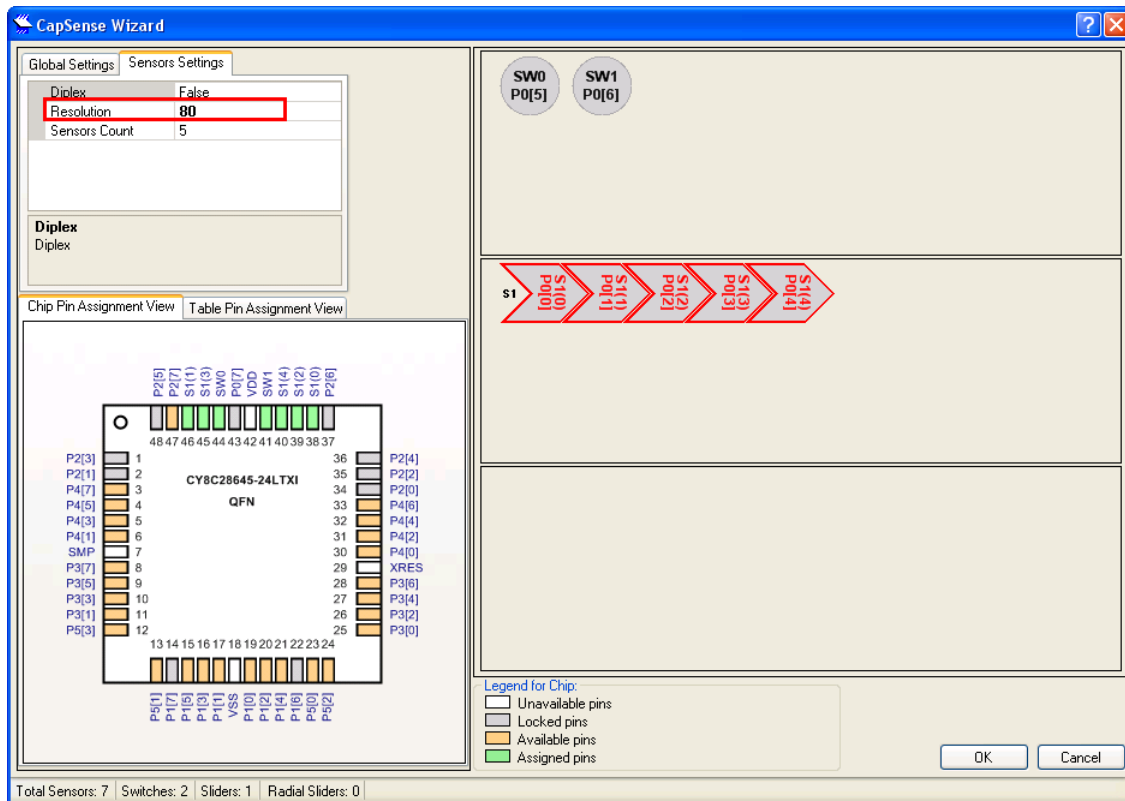 CapSense Wizard
Global Settings
Sensors Settings
Diplex False
Resolution 80
Sensors Count 5
Diplex
Diplex
SW0
P0[5]
SW1
P0[6]
S1
S1(0)
P0[0]
S1(1)
P0[1]
S1(2)
P0[2]
S1(3)
P0[3]
S1(4)
P0[4]
Chip Pin Assignment View
Table Pin Assignment View
P2[5]
P2[7]
S1(1)
S1(3)
SW0
P0[7]
VDD
SW1
S1(4)
S1(2)
S1(0)
P2[6]
48 47 46 45 44 43 42 41 40 39 38 37
P2[3] 1
P2[1] 2
P4[7] 3
P4[5] 4
P4[3] 5
P4[1] 6
SMP 7
P3[7] 8
P3[5] 9
P3[3] 10
P3[1] 11
P5[3] 12
CY8C28645-24LTXI
QFN
36 P2[4]
35 P2[2]
34 P2[0]
33 P4[6]
32 P4[4]
31 P4[2]
30 P4[0]
29 XRES
28 P3[6]
27 P3[4]
26 P3[2]
25 P3[0]
13 14 15 16 17 18 19 20 21 22 23 24
P5[1]
P1[7]
P1[5]
P1[3]
P1[1]
VSS
P1[0]
P1[2]
P1[4]
P1[6]
P5[0]
P5[2]
Legend for Chip:
Unavailable pins
Locked pins
Available pins
Assigned pins
OK
Cancel
Total Sensors: 7 Switches: 2 Sliders: 1 Radial Sliders: 0